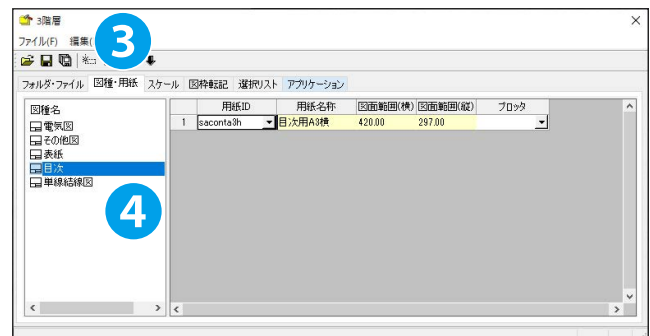 3階層
ファイル(F) 編集(
3
フォルダ・ファイル 図種・用紙 スケール 図枠転記 選択リスト アプリケーション
図種名
電気図
その他図
表紙
目次
単線結線図
4
用紙ID 用紙名称 図面範囲(横) 図面範囲(縦) プロッタ
1 saconta3h 目次用A3横 420.00 297.00